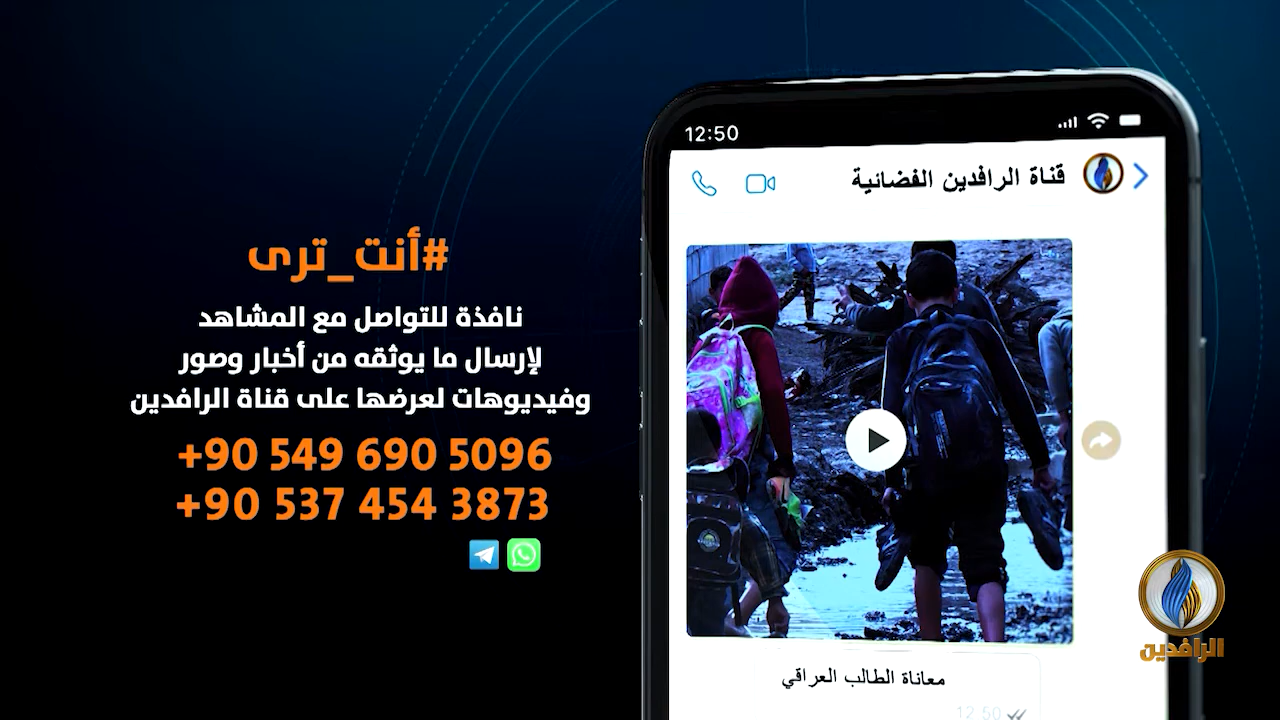 #أنت_ترى
نافذة للتواصل مع المشاهد
لإرسال ما يوثقه من أخبار وصور
وفيديوهات لعرضها على قناة الرافدين
+90 549 690 5096
+90 537 454 3873
12:50
قناة الرافدين الفضائية
معاناة الطالب العراقي
12:50
الرافدين